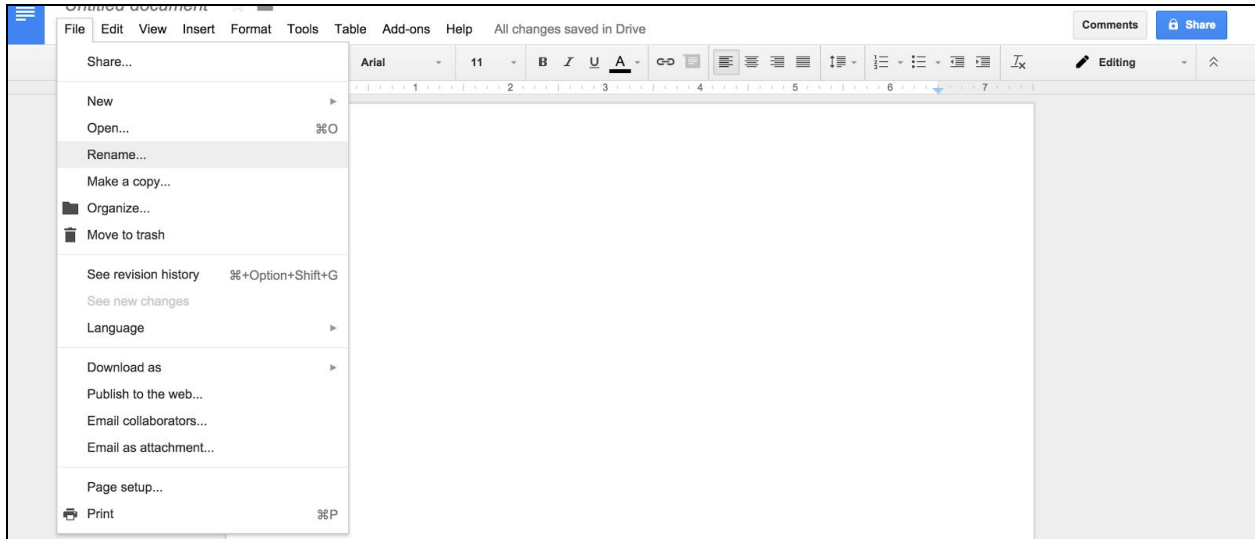 Untitled document
File Edit View Insert Format Tools Table Add-ons Help All changes saved in Drive
Comments
Share
Share...
Arial 11 B I U A
Editing
1 2 3 4 5 6 7
New
Open... ⌘O
Rename...
Make a copy...
Organize...
Move to trash
See revision history ⌘+Option+Shift+G
See new changes
Language
Download as
Publish to the web...
Email collaborators...
Email as attachment...
Page setup...
Print ⌘P